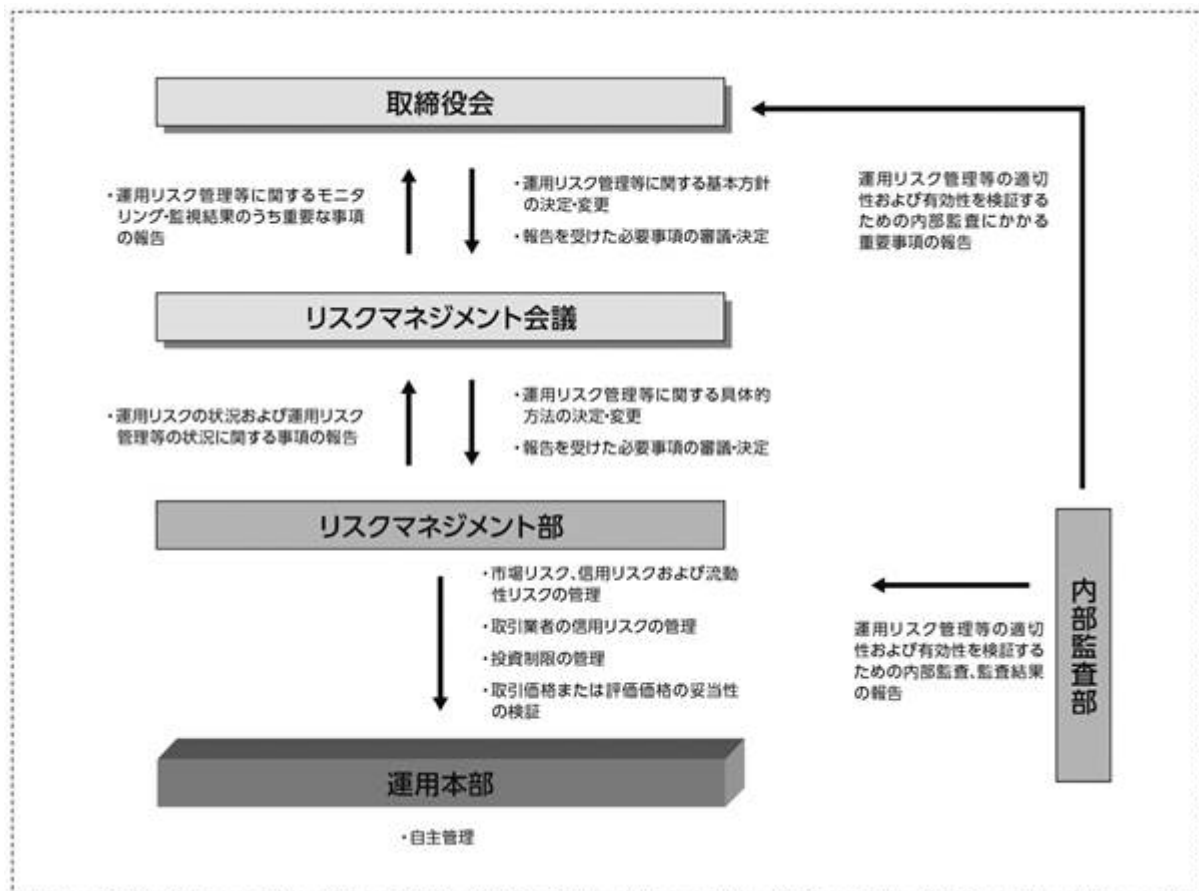 取締役会
・運用リスク管理等に関するモニタ
リング・監視結果のうち重要な事項
の報告
・運用リスク管理等に関する基本方針
の決定・変更
・報告を受けた必要事項の審議・決定
運用リスク管理等の適切
性および有効性を検証する
ための内部監査にかかる
重要事項の報告
リスクマネジメント会議
・運用リスクの状況および運用リスク
管理等の状況に関する事項の報告
・運用リスク管理等に関する具体的
方法の決定・変更
・報告を受けた必要事項の審議・決定
リスクマネジメント部
・市場リスク、信用リスクおよび流動
性リスクの管理
・取引業者の信用リスクの管理
・投資制限の管理
・取引価格または評価価格の妥当性
の検証
運用リスク管理等の適切
性および有効性を検証する
ための内部監査、監査結果
の報告
内部監査部
運用本部
・自主管理